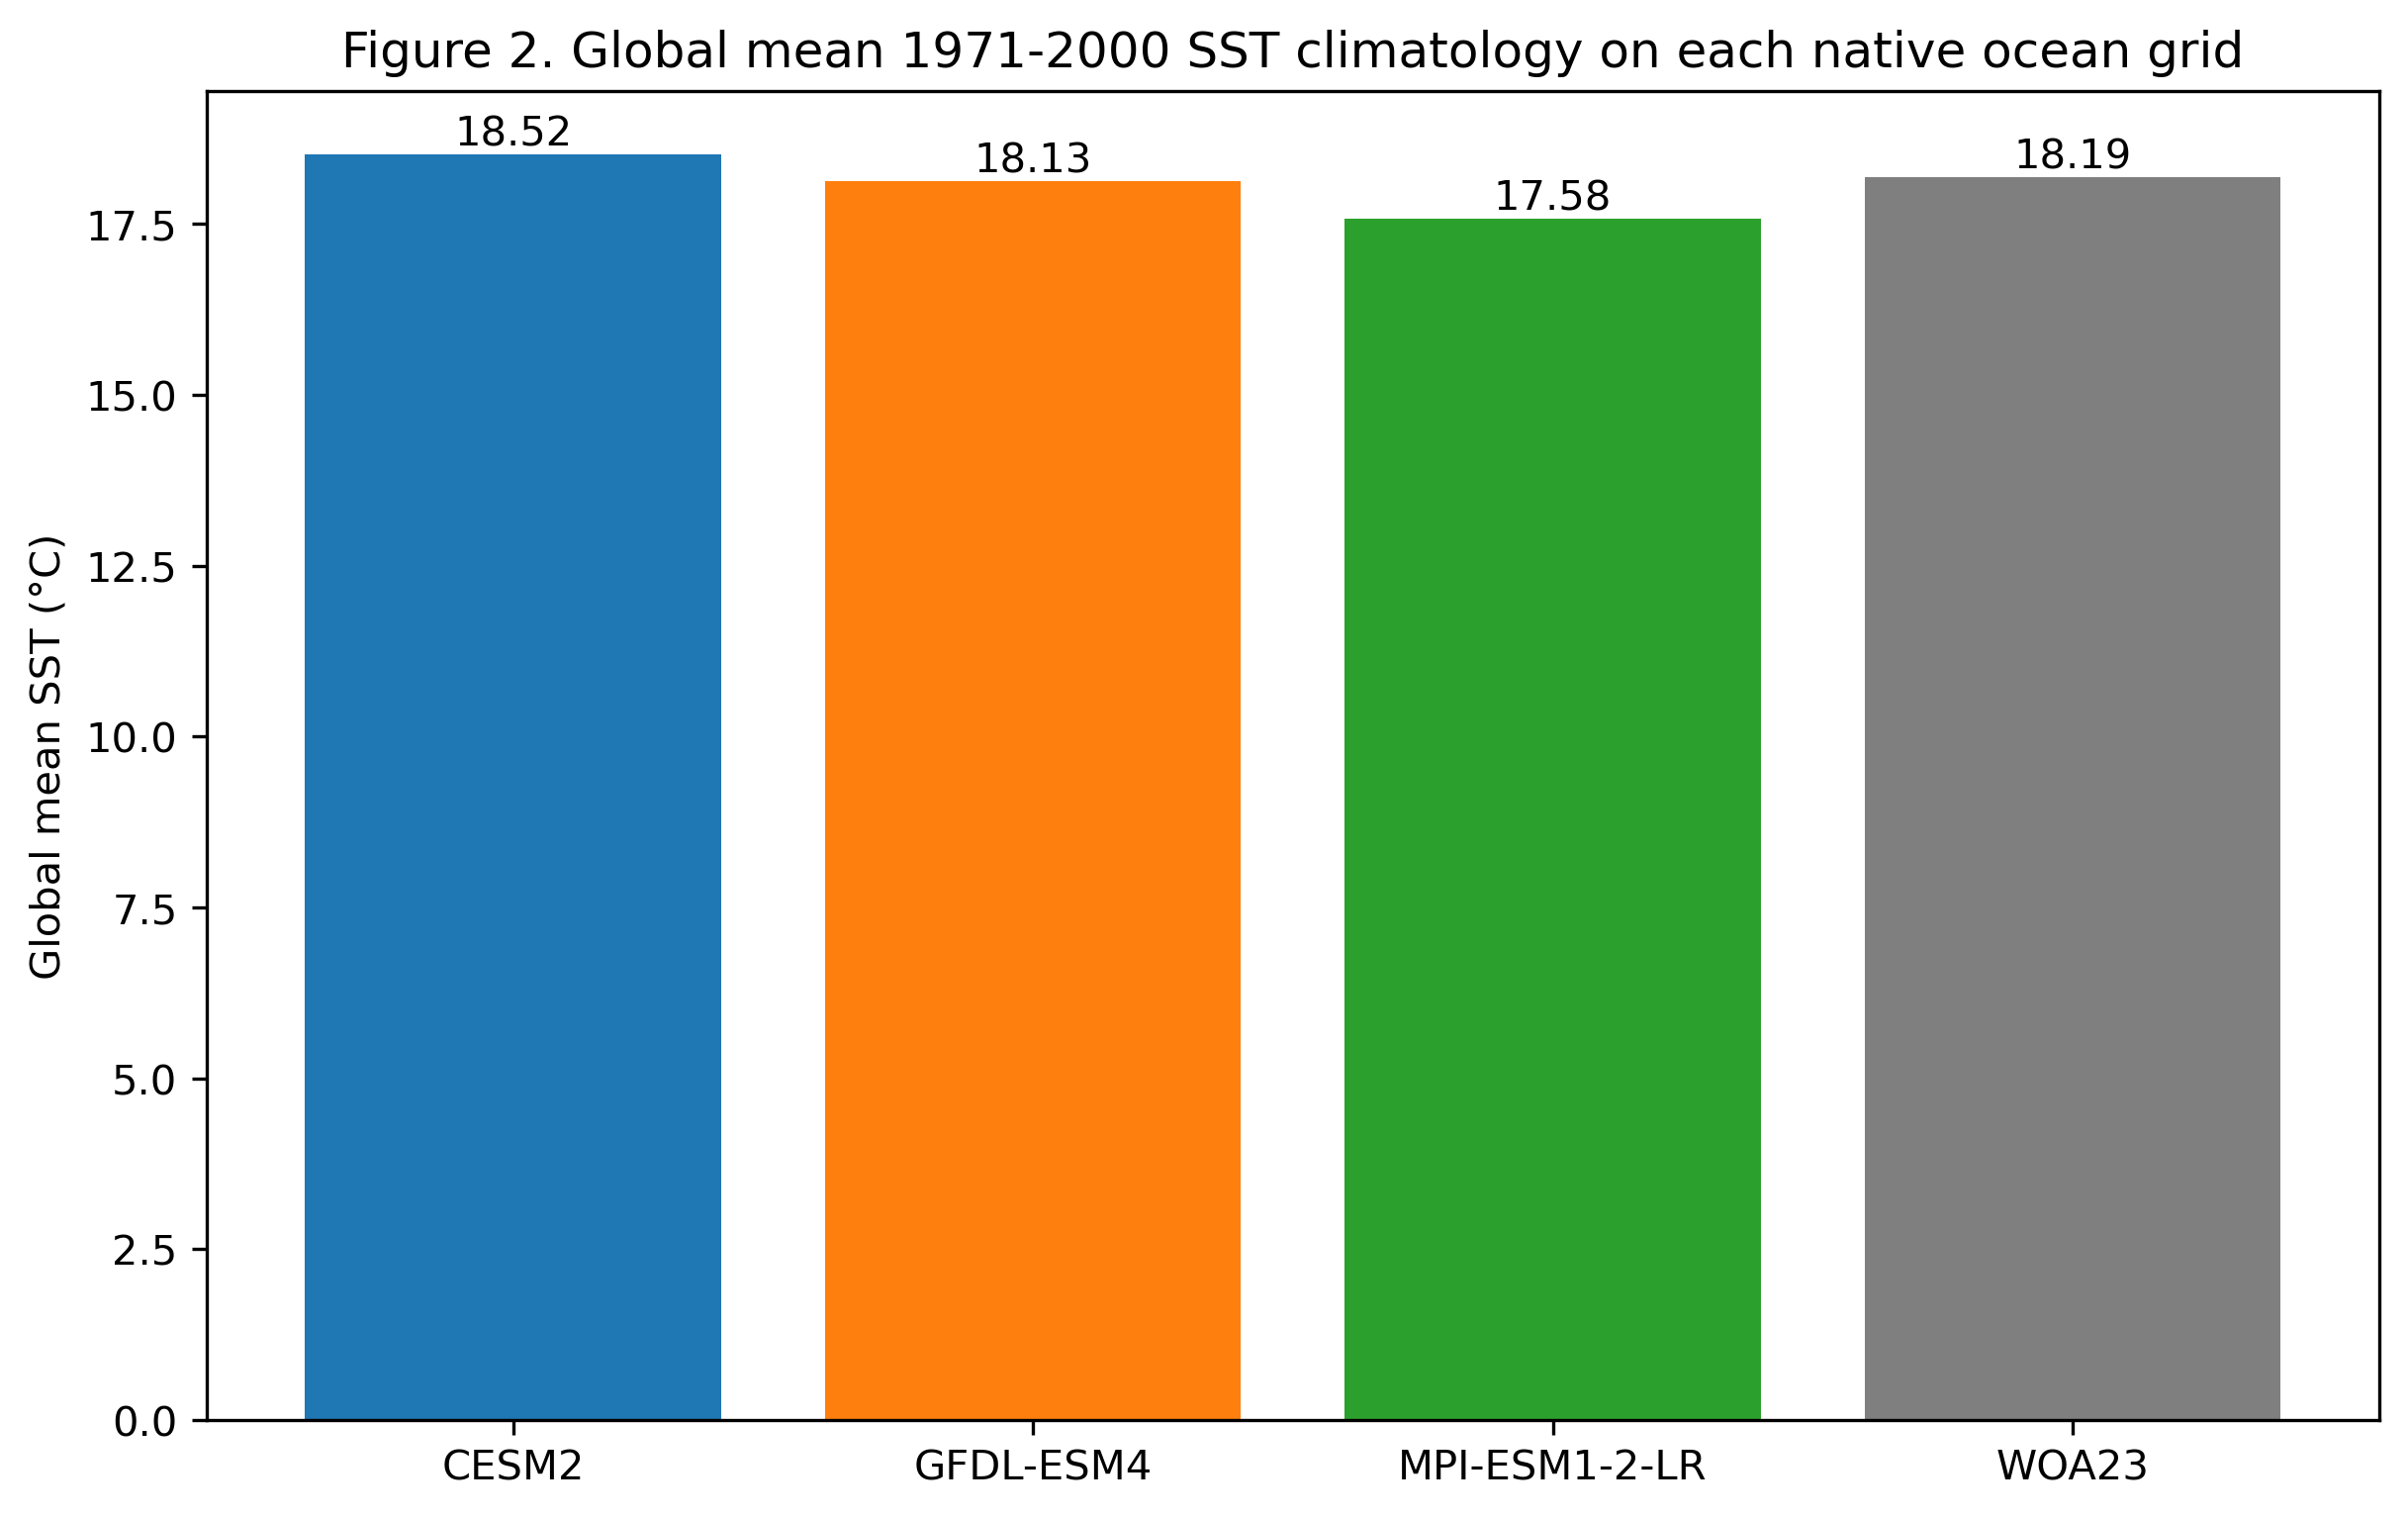 Figure 2. Global mean 1971-2000 SST climatology on each native ocean grid
18.52
18.13
17.58
18.19
Global mean SST (°C)
17.5
15.0
12.5
10.0
7.5
5.0
2.5
0.0
CESM2
GFDL-ESM4
MPI-ESM1-2-LR
WOA23